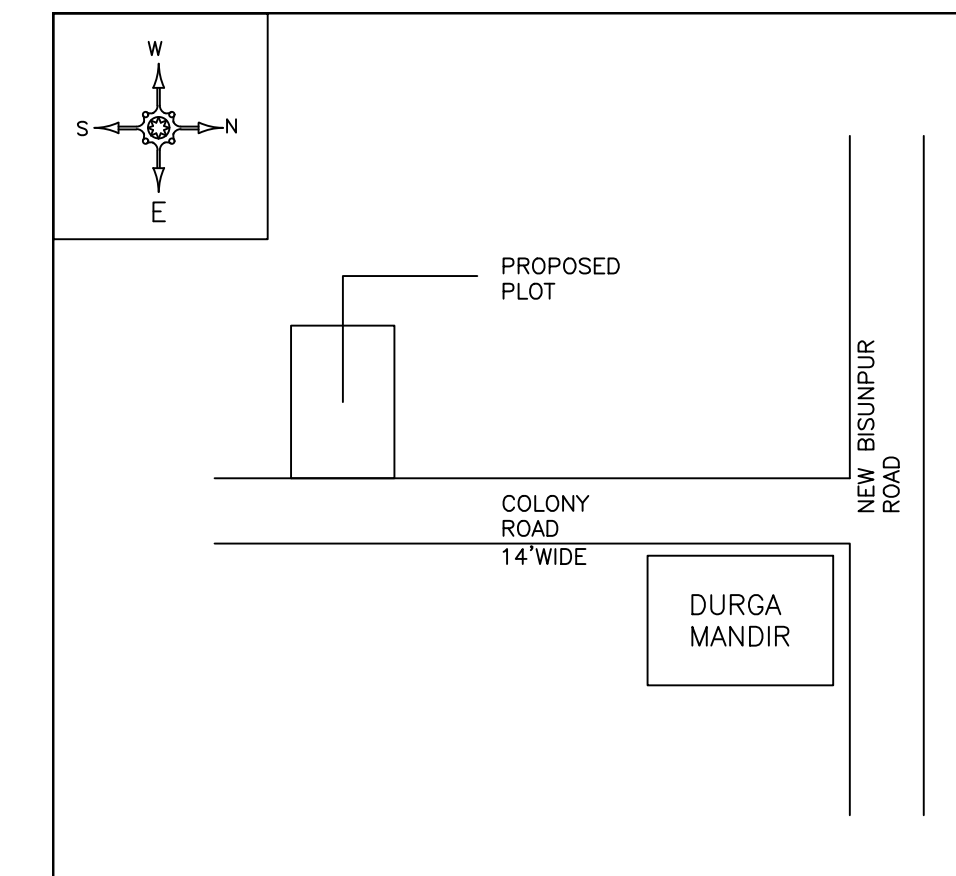 W
S
N
E
PROPOSED
PLOT
NEW BISUNPUR
ROAD
COLONY
ROAD
14'WIDE
DURGA
MANDIR